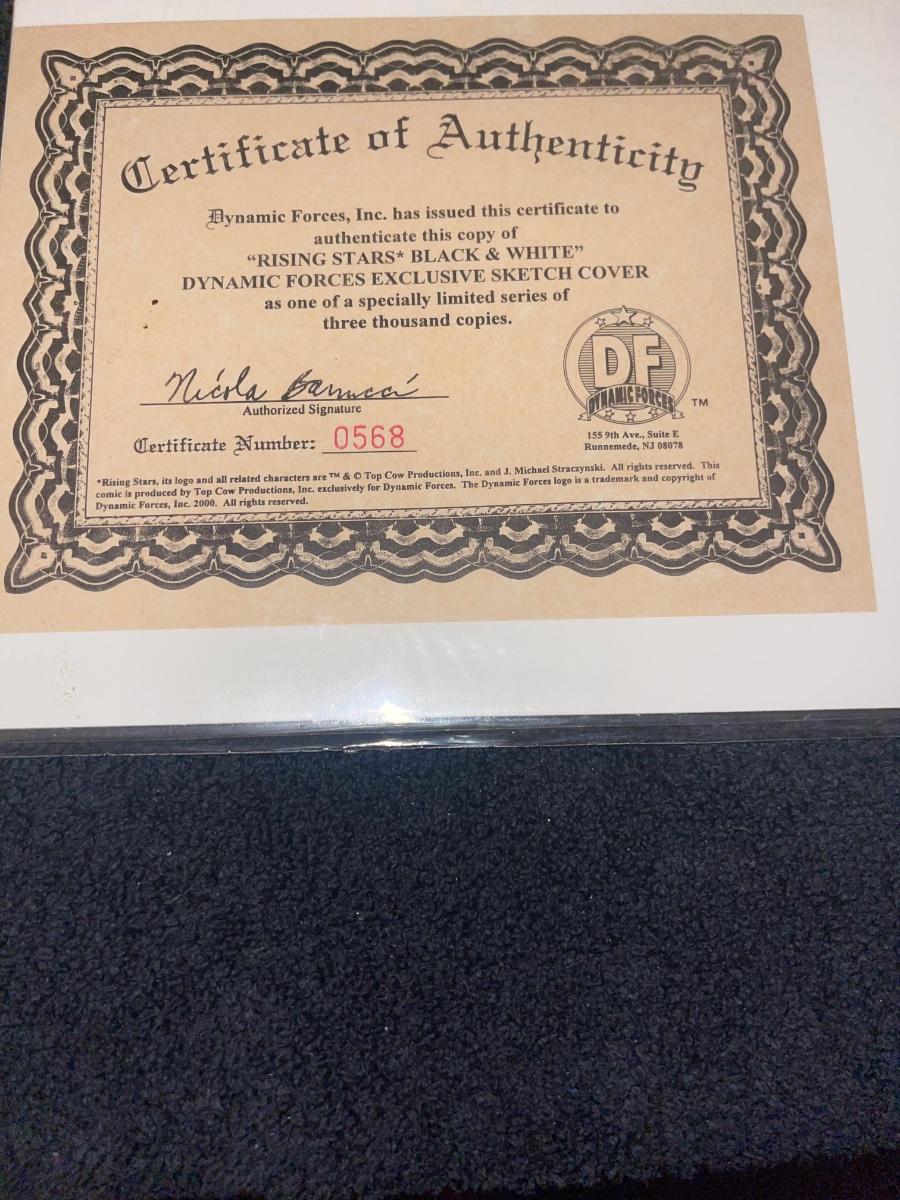 Certificate of Authenticity
Dynamic Forces, Inc. has issued this certificate to
authenticate this copy of
“RISING STARS* BLACK & WHITE”
DYNAMIC FORCES EXCLUSIVE SKETCH COVER
as one of a specially limited series of
three thousand copies.
Nicola Barrucci
Authorized Signature
Certificate Number: 0568
DF
DYNAMIC FORCES
TM
155 9th Ave., Suite E
Runnemede, NJ 08078
*Rising Stars, its logo and all related characters are ™ & © Top Cow Productions, Inc. and J. Michael Straczynski. All rights reserved. This
comic is produced by Top Cow Productions, Inc. exclusively for Dynamic Forces. The Dynamic Forces logo is a trademark and copyright of
Dynamic Forces, Inc. 2000. All rights reserved.